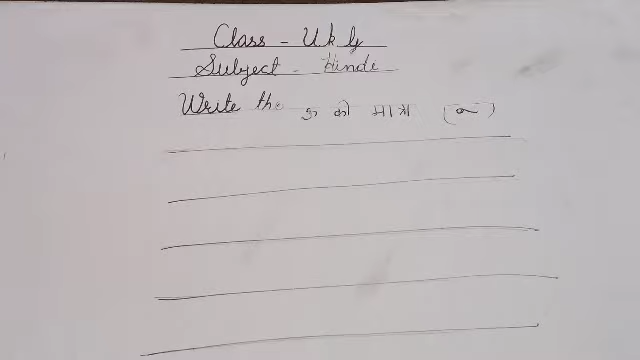 Class - Ukg
Subject - Hindi
Write the ऊ की मात्रा ( ू )